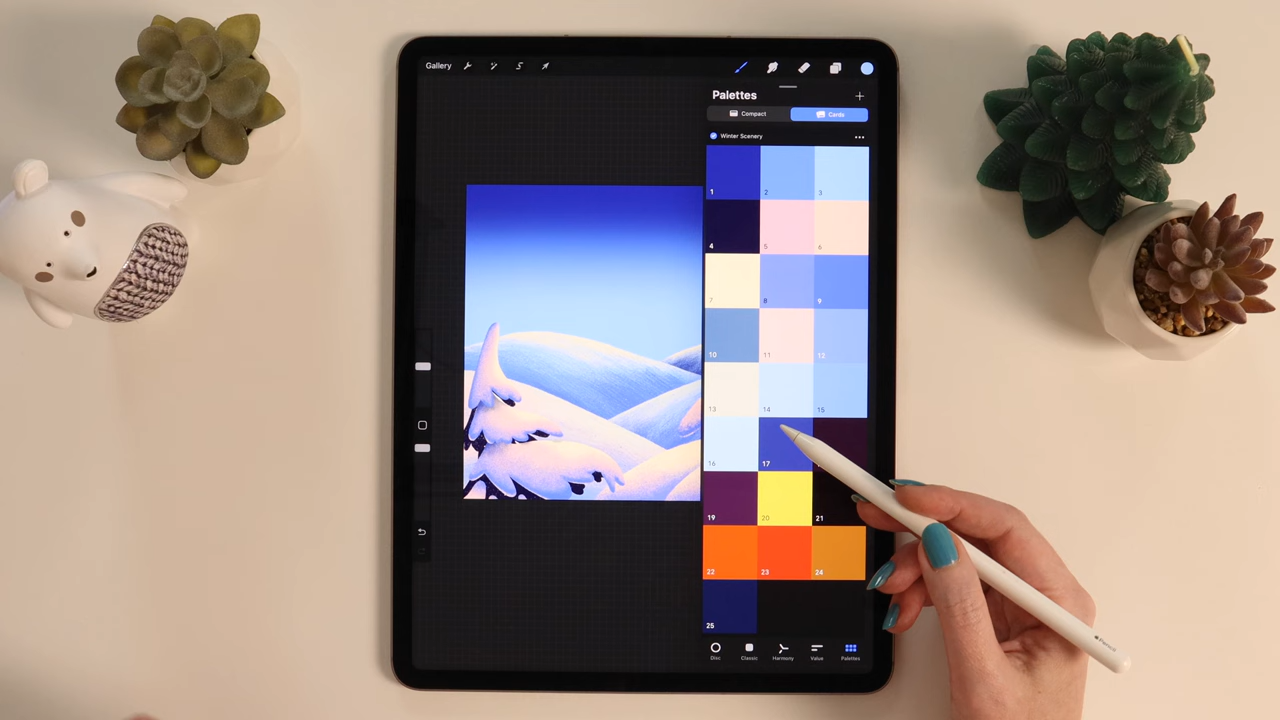 Gallery
Palettes
Compact
Cards
Winter Scenery
1 2 3
4 5 6
7 8 9
10 11 12
13 14 15
16 17
19 20 21
22 23 24
25
Disc Classic Harmony Value Palettes
Pencil